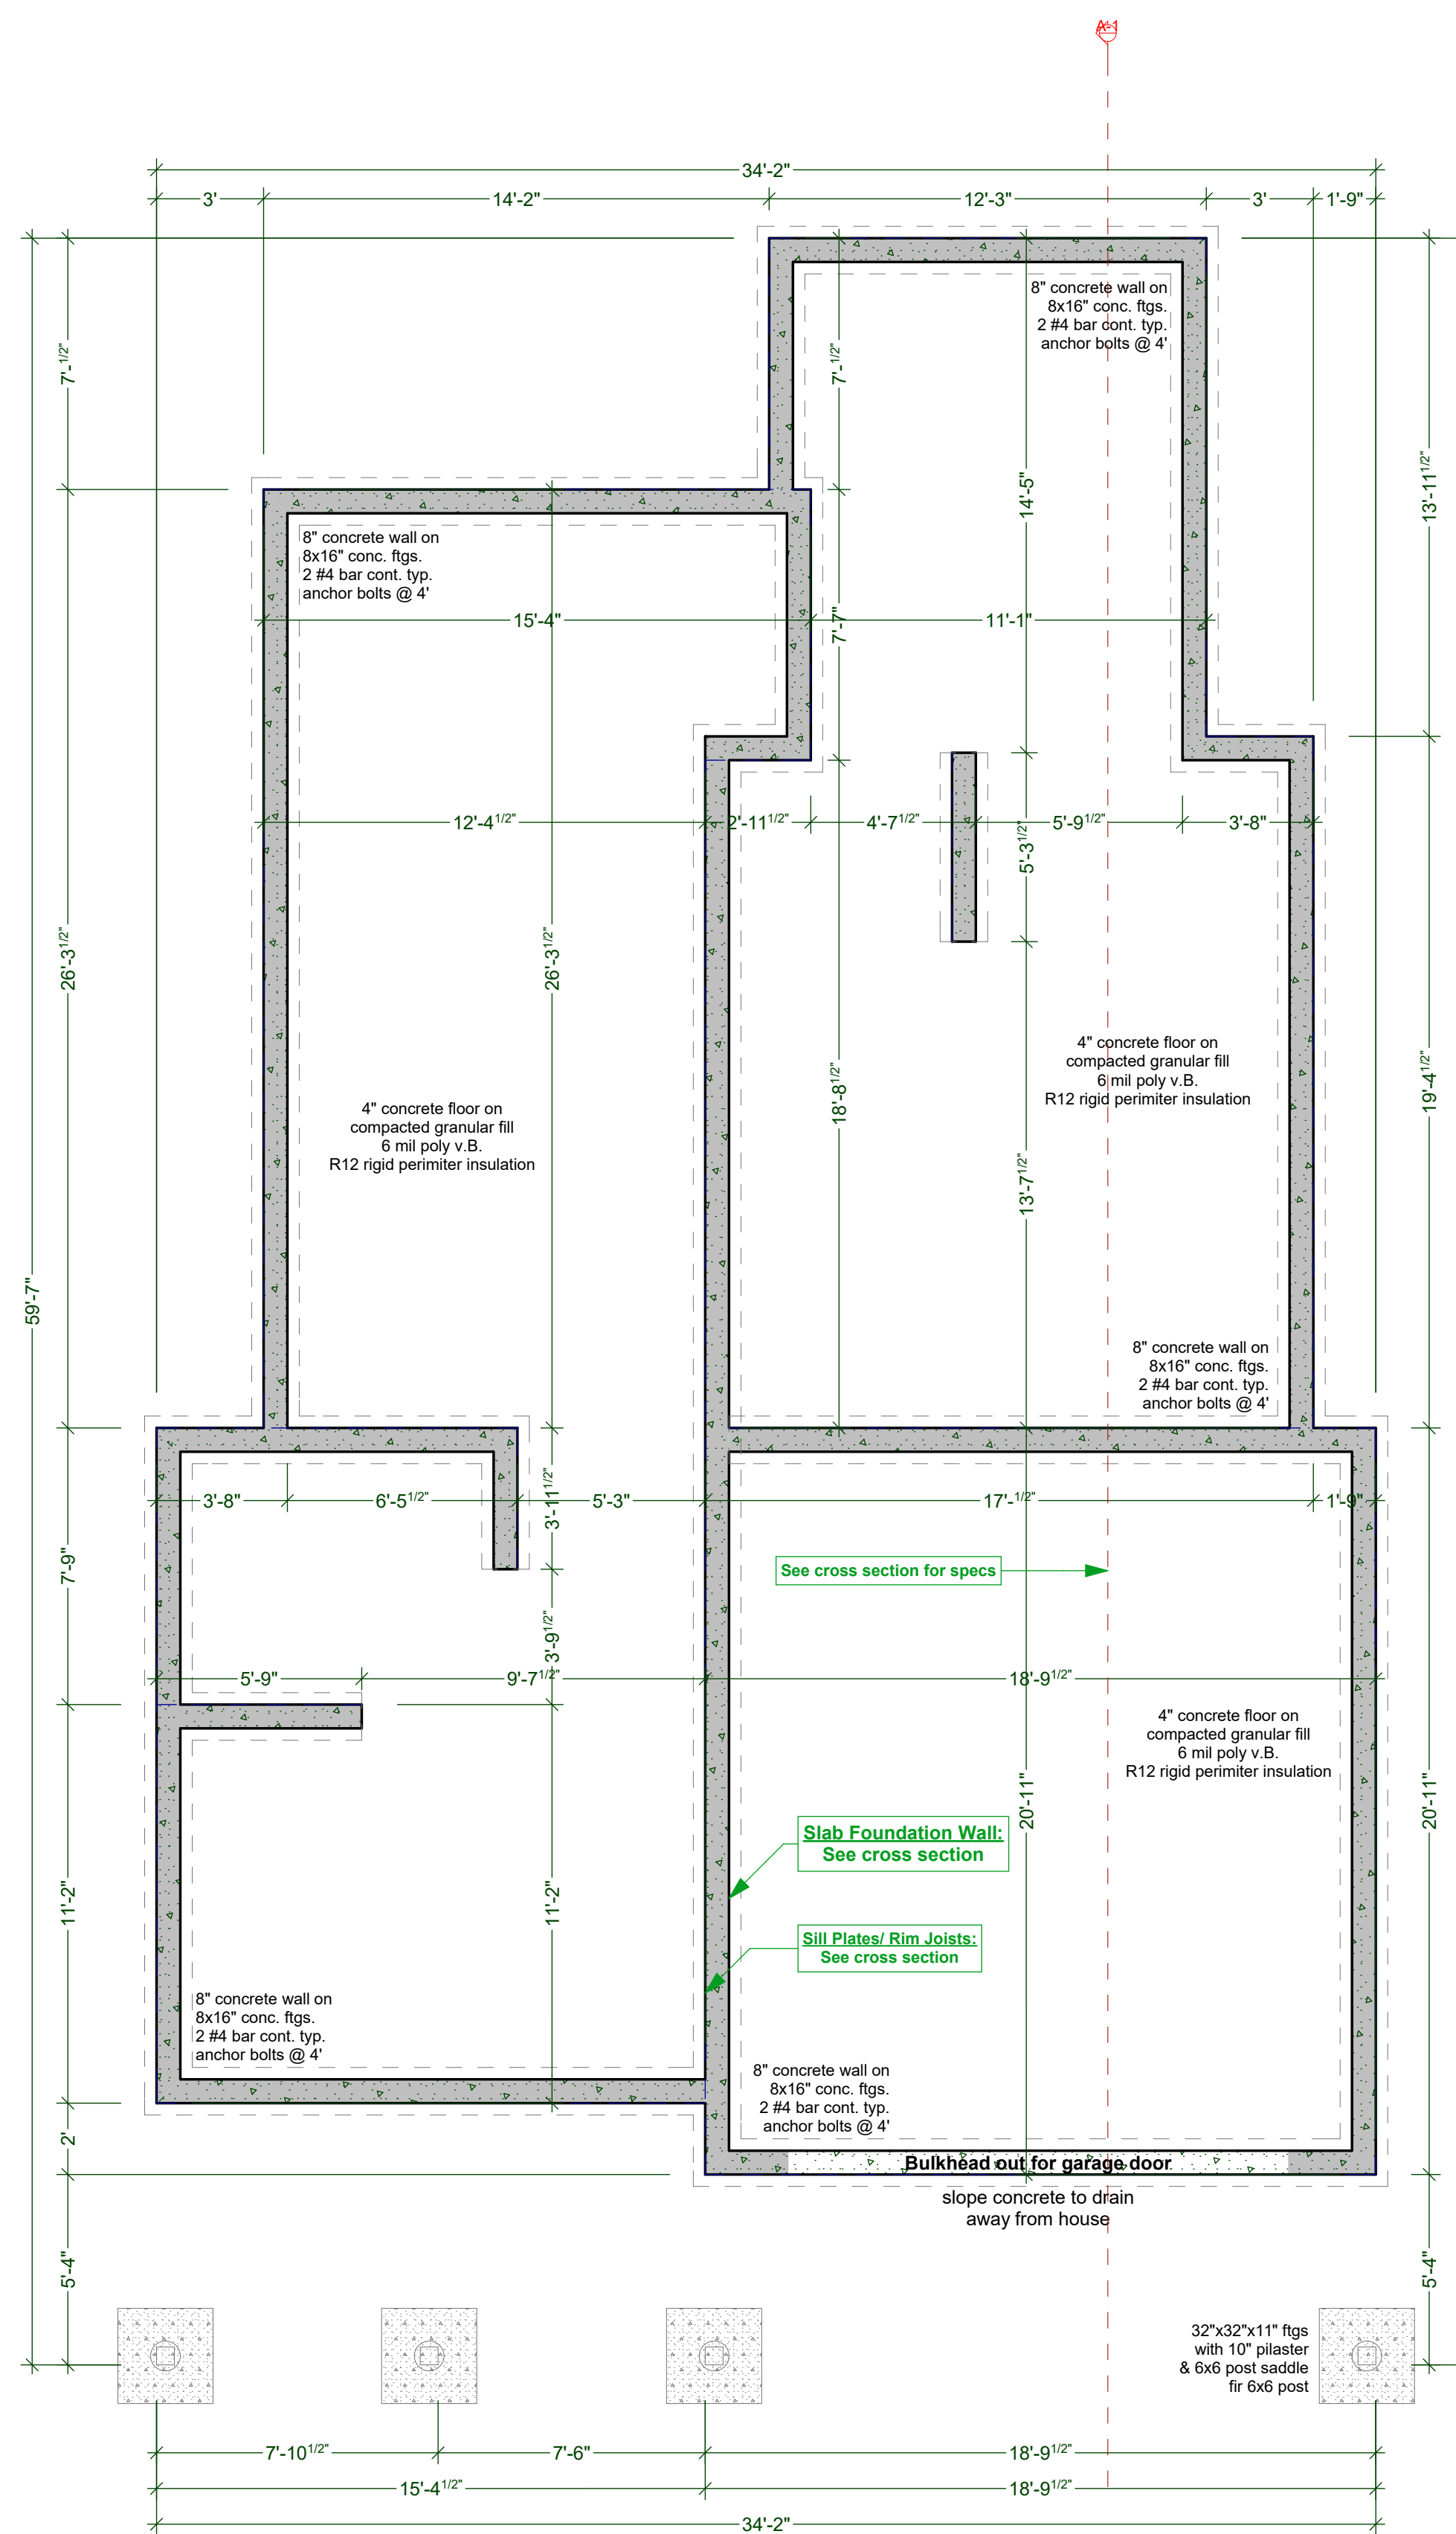 A-1
34'-2"
3' 14'-2" 12'-3" 3' 1'-9"
8" concrete wall on
8x16" conc. ftgs.
2 #4 bar cont. typ.
anchor bolts @ 4'
7'-1/2"
7'-1/2"
14'-5"
13'-11 1/2"
8" concrete wall on
8x16" conc. ftgs.
2 #4 bar cont. typ.
anchor bolts @ 4'
15'-4" 11'-1"
7'-7"
12'-4 1/2" 2'-11 1/2" 4'-7 1/2" 5'-9 1/2" 3'-8"
5'-3 1/2"
26'-3 1/2"
26'-3 1/2"
4" concrete floor on
compacted granular fill
6 mil poly v.B.
R12 rigid perimiter insulation
18'-8 1/2"
19'-4 1/2"
4" concrete floor on
compacted granular fill
6 mil poly v.B.
R12 rigid perimiter insulation
13'-7 1/2"
59'-7"
8" concrete wall on
8x16" conc. ftgs.
2 #4 bar cont. typ.
anchor bolts @ 4'
3'-8" 6'-5 1/2" 5'-3" 17'-1/2" 1'-9"
3'-11 1/2"
7'-9"
See cross section for specs
3'-9 1/2"
5'-9" 9'-7 1/2" 18'-9 1/2"
4" concrete floor on
compacted granular fill
6 mil poly v.B.
R12 rigid perimiter insulation
20'-11"
20'-11"
Slab Foundation Wall:
See cross section
11'-2"
11'-2"
Sill Plates/ Rim Joists:
See cross section
8" concrete wall on
8x16" conc. ftgs.
2 #4 bar cont. typ.
anchor bolts @ 4'
8" concrete wall on
8x16" conc. ftgs.
2 #4 bar cont. typ.
anchor bolts @ 4'
2'
Bulkhead out for garage door
slope concrete to drain
away from house
5'-4"
5'-4"
32"x32"x11" ftgs
with 10" pilaster
& 6x6 post saddle
fir 6x6 post
7'-10 1/2" 7'-6" 18'-9 1/2"
15'-4 1/2" 18'-9 1/2"
34'-2"